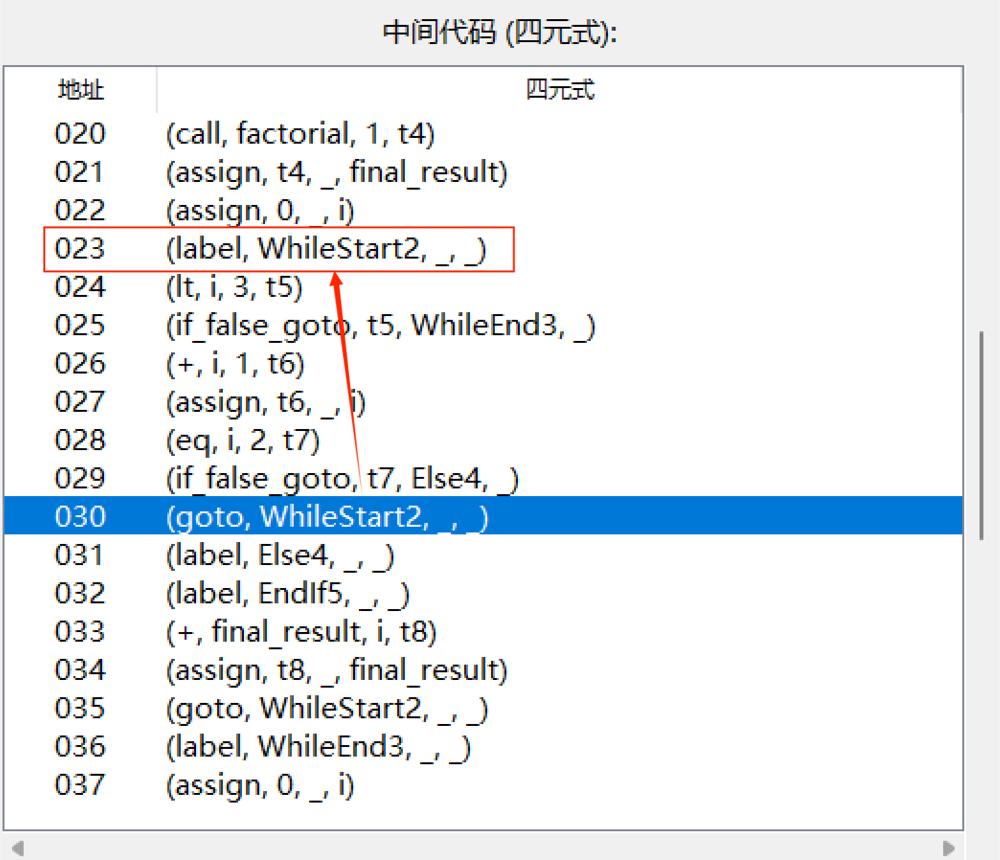 中间代码 (四元式):
地址 四元式
020 (call, factorial, 1, t4)
021 (assign, t4, _, final_result)
022 (assign, 0, _, i)
023 (label, WhileStart2, _, _)
024 (lt, i, 3, t5)
025 (if_false_goto, t5, WhileEnd3, _)
026 (+, i, 1, t6)
027 (assign, t6, _, i)
028 (eq, i, 2, t7)
029 (if_false_goto, t7, Else4, _)
030 (goto, WhileStart2, _, _)
031 (label, Else4, _, _)
032 (label, EndIf5, _, _)
033 (+, final_result, i, t8)
034 (assign, t8, _, final_result)
035 (goto, WhileStart2, _, _)
036 (label, WhileEnd3, _, _)
037 (assign, 0, _, i)